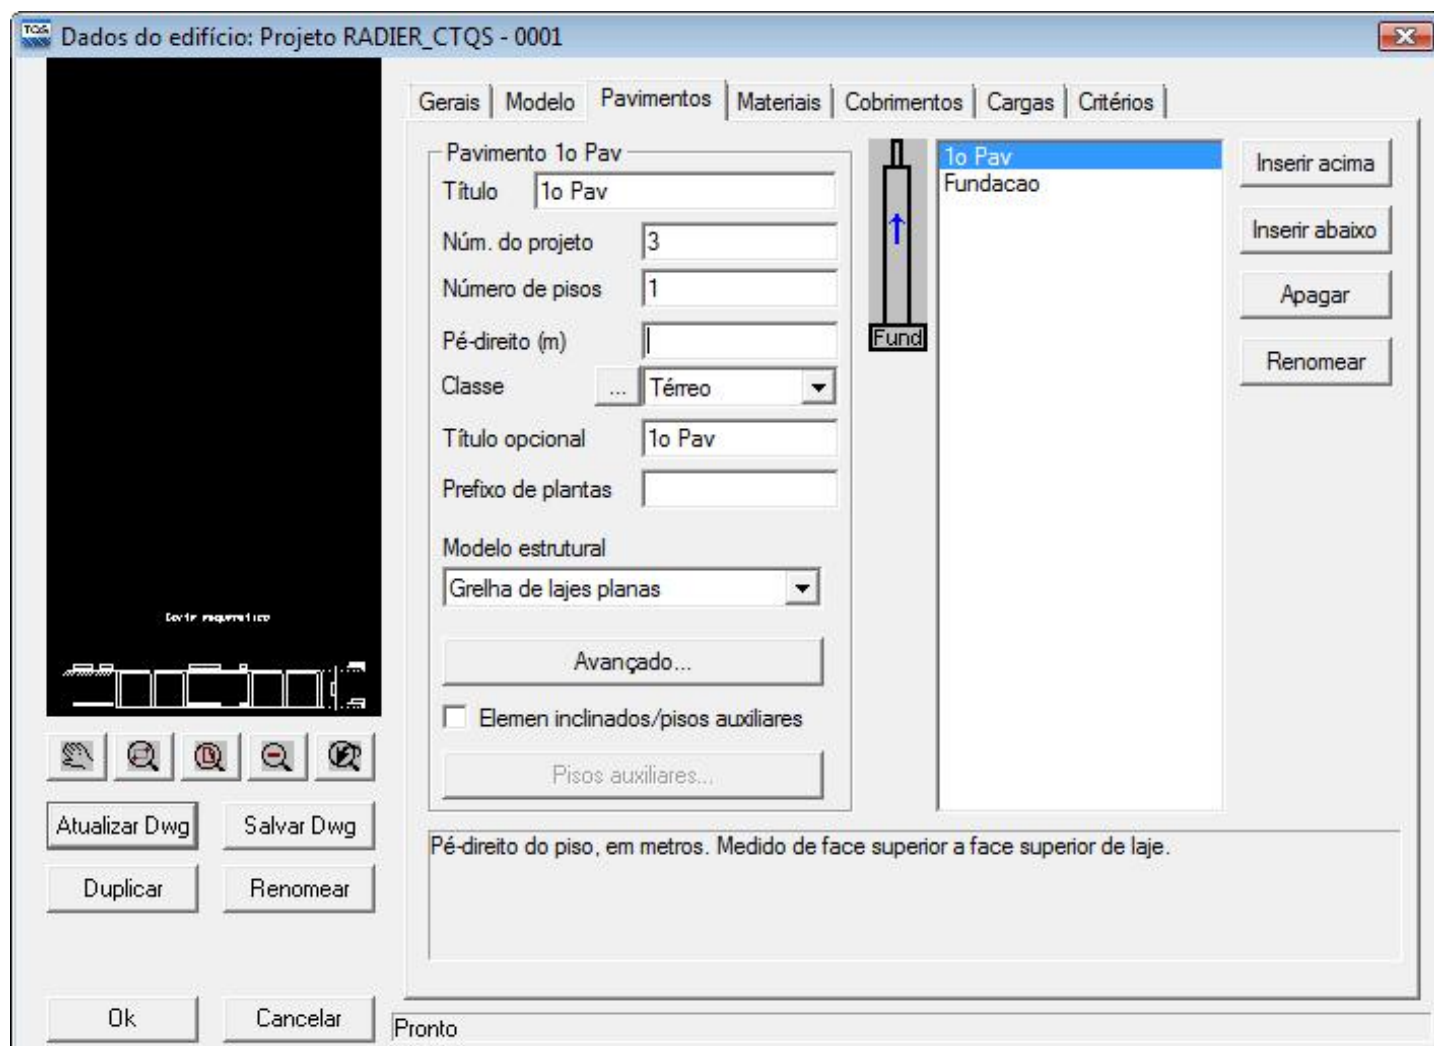 TQS Dados do edifício: Projeto RADIER_CTQS - 0001
Gerais Modelo Pavimentos Materiais Cobrimentos Cargas Critérios
Pavimento 1o Pav
Título 1o Pav
Núm. do projeto 3
Número de pisos 1
Pé-direito (m)
Classe ... Térreo
Título opcional 1o Pav
Prefixo de plantas
Modelo estrutural
Grelha de lajes planas
Avançado...
Elemen inclinados/pisos auxiliares
Pisos auxiliares...
Fund
1o Pav
Fundacao
Inserir acima
Inserir abaixo
Apagar
Renomear
Corte esquematico
Atualizar Dwg Salvar Dwg
Duplicar Renomear
Pé-direito do piso, em metros. Medido de face superior a face superior de laje.
Ok Cancelar
Pronto